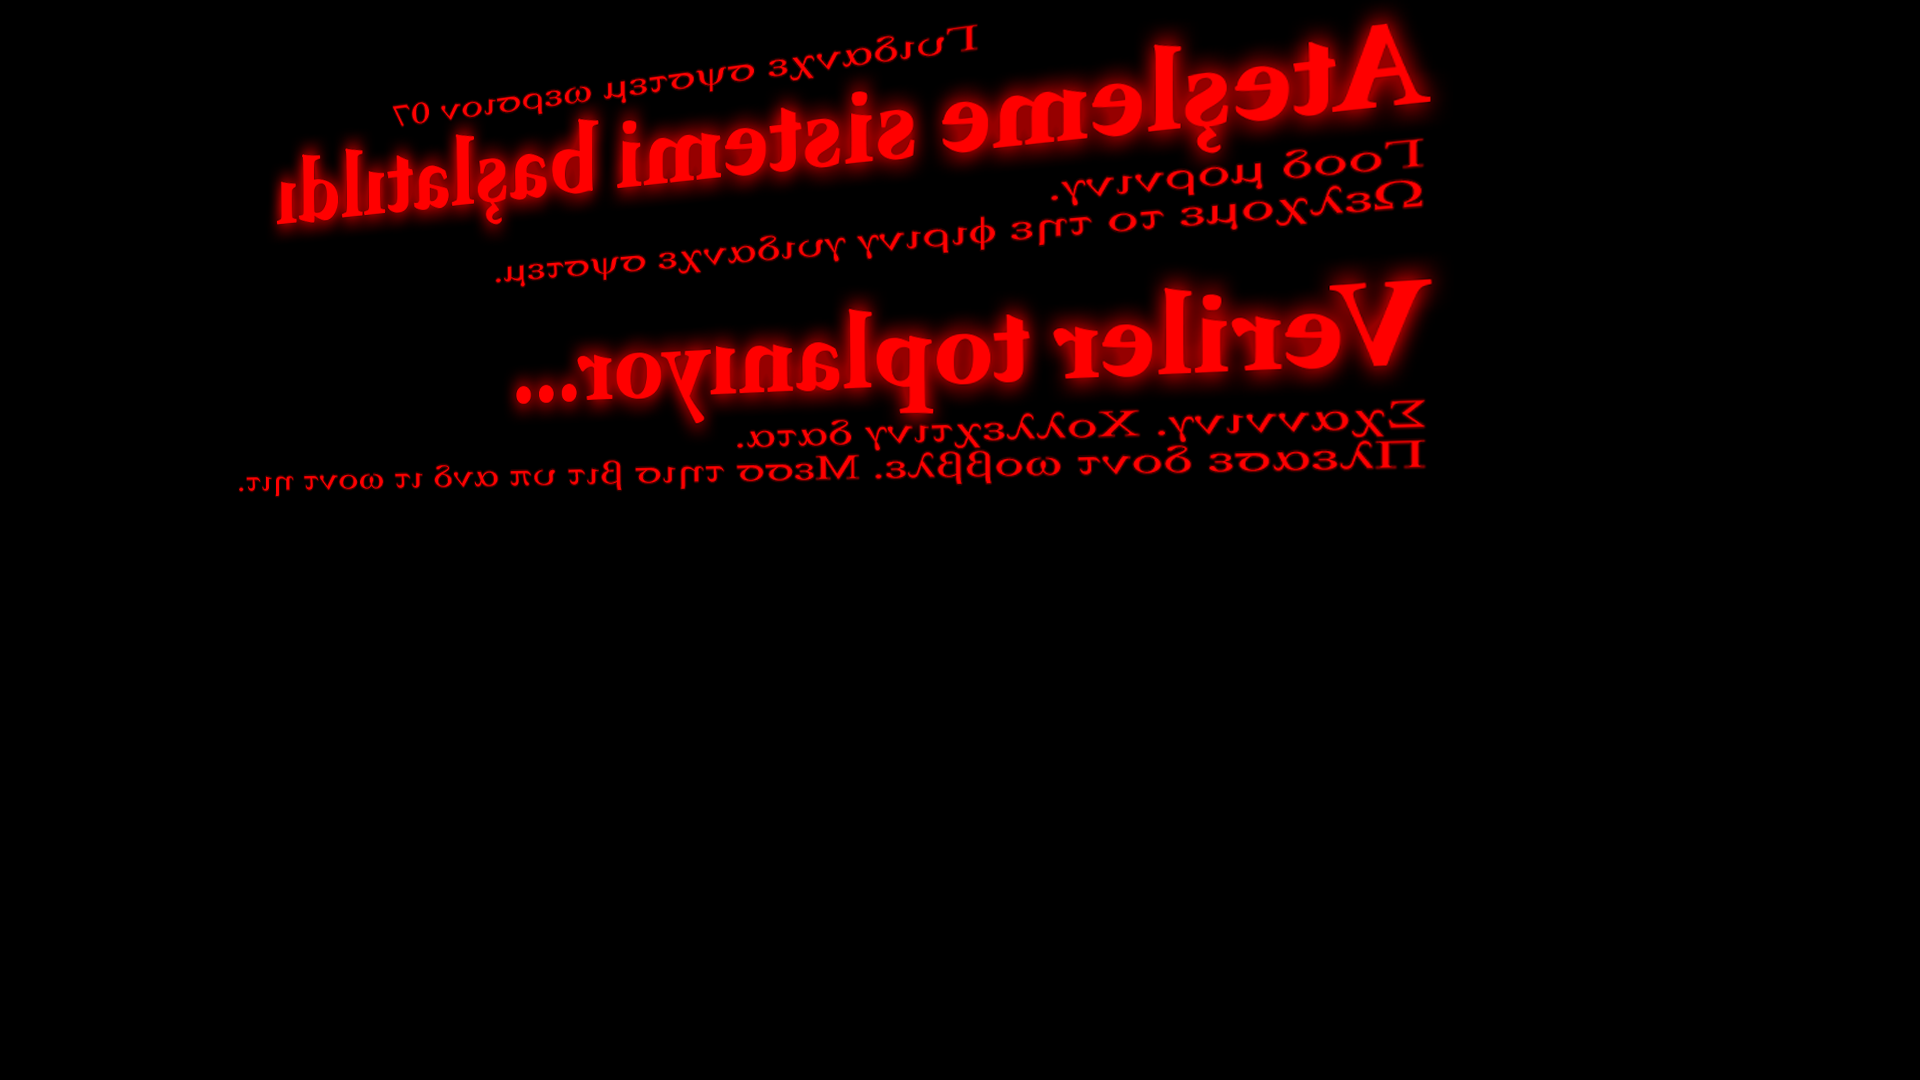 Γυιδανχε σψστεμ ωερσιον 07
Ateşleme sistemi başlatıldı
Γοοδ μορνινγ.
Ωελχομε το τηε φιρινγ γυιδανχε σψστεμ.
Veriler toplanıyor...
Σχαννινγ. Χολλεχτινγ δατα.
Πλεασε δοντ ωοββλε. Μεσσ τηισ βιτ υπ ανδ ιτ ωοντ ηιτ.